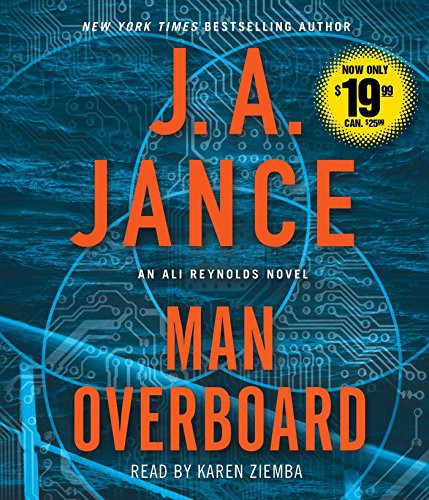 NEW YORK TIMES BESTSELLING AUTHOR
J. A.
JANCE
NOW ONLY
$19.99
CAN. $25.99
AN ALI REYNOLDS NOVEL
MAN
OVERBOARD
READ BY KAREN ZIEMBA